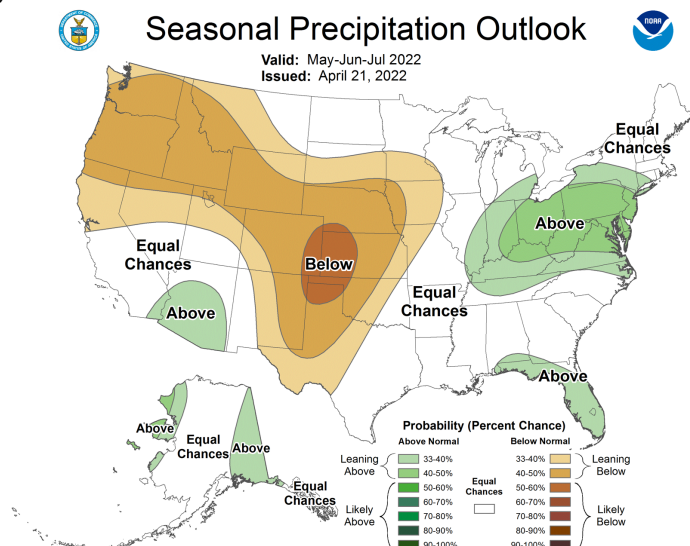 Seasonal Precipitation Outlook
NOAA
Valid: May-Jun-Jul 2022
Issued: April 21, 2022
Equal
Chances
Above
Equal
Chances
Below
Equal
Chances
Above
Above
Above
Equal
Chances
Above
Equal
Chances
Probability (Percent Chance)
Above Normal
Below Normal
Leaning
Above
33-40%
40-50%
Likely
Above
50-60%
60-70%
70-80%
80-90%
90-100%
Equal
Chances
33-40%
40-50%
Leaning
Below
50-60%
60-70%
70-80%
80-90%
90-100%
Likely
Below